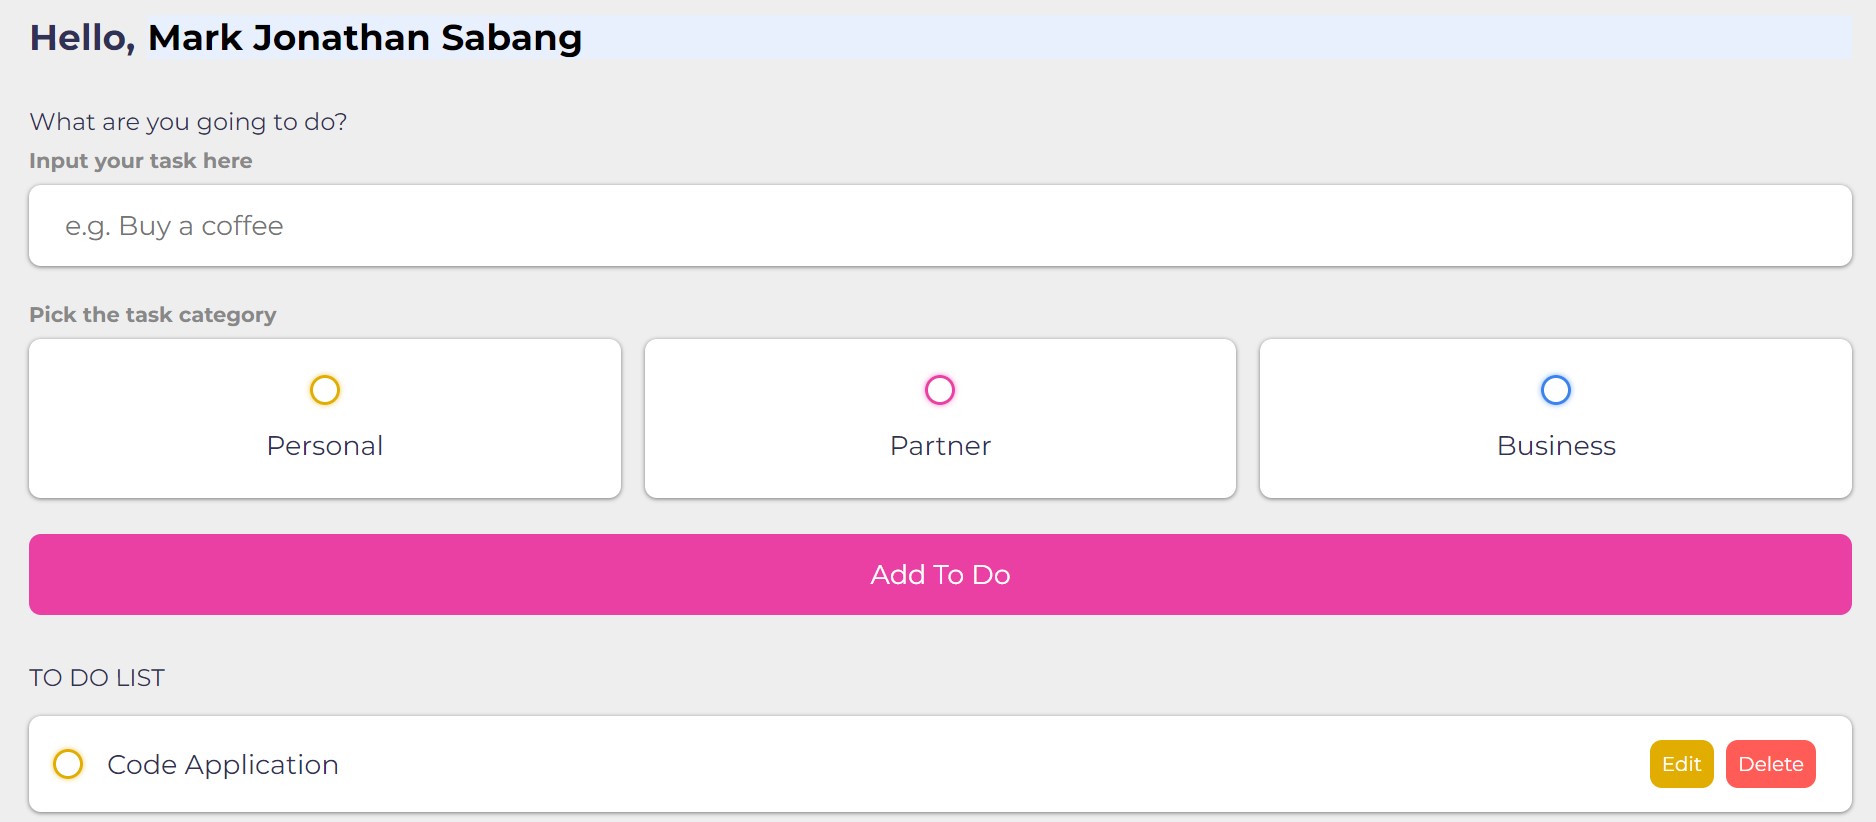 Hello, Mark Jonathan Sabang
What are you going to do?
Input your task here
e.g. Buy a coffee
Pick the task category
Personal Partner Business
Add To Do
TO DO LIST
Code Application Edit Delete